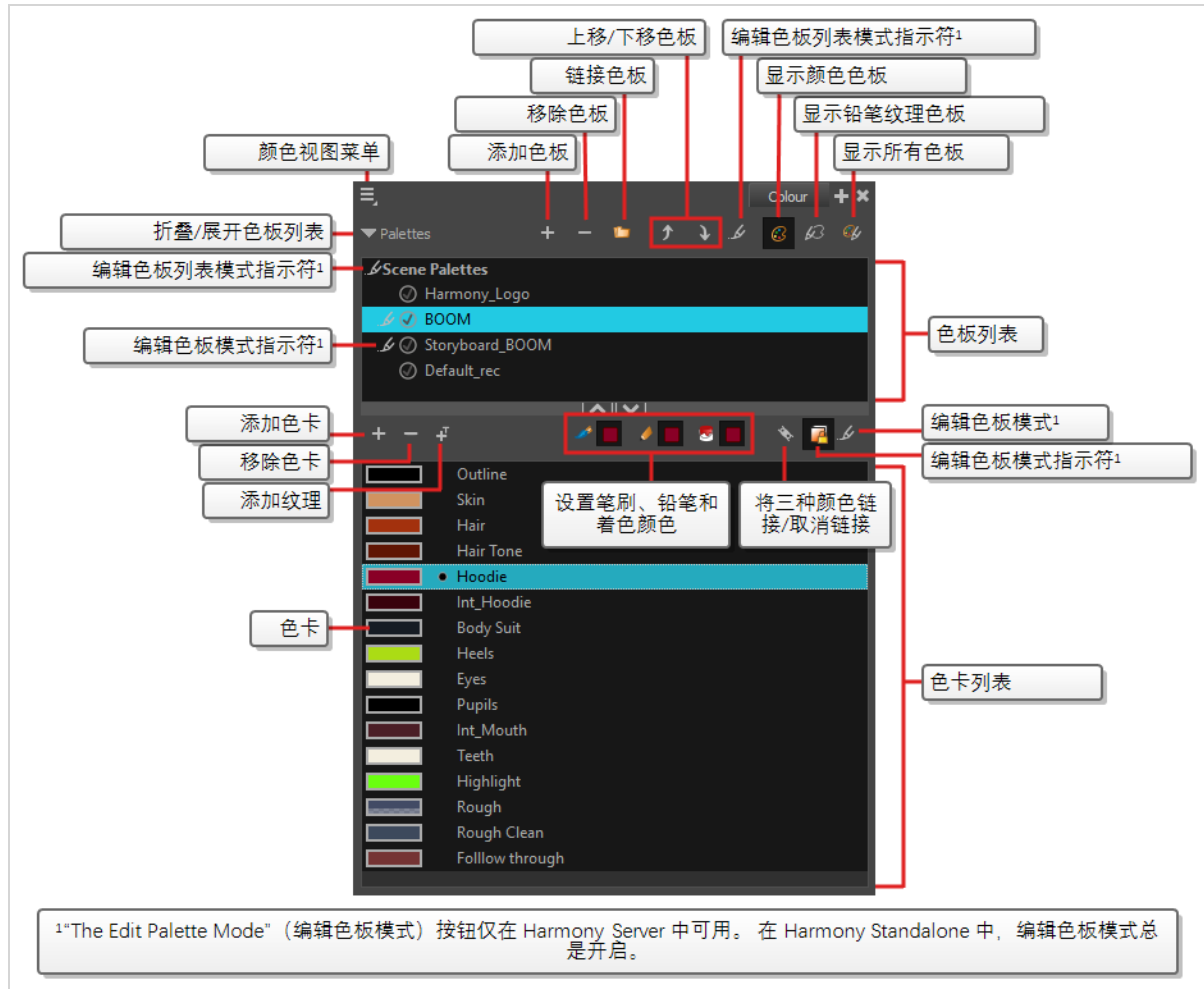 上移/下移色板
编辑色板列表模式指示符¹
链接色板
显示颜色色板
移除色板
显示铅笔纹理色板
颜色视图菜单
添加色板
显示所有色板
Colour
折叠/展开色板列表
Palettes
编辑色板列表模式指示符¹
Scene Palettes
Harmony_Logo
BOOM
色板列表
编辑色板模式指示符¹
Storyboard_BOOM
Default_rec
添加色卡
编辑色板模式¹
移除色卡
编辑色板模式指示符¹
添加纹理
设置笔刷、铅笔和
着色颜色
将三种颜色链
接/取消链接
Outline
Skin
Hair
Hair Tone
Hoodie
Int_Hoodie
色卡
Body Suit
Heels
Eyes
色卡列表
Pupils
Int_Mouth
Teeth
Highlight
Rough
Rough Clean
Folllow through
¹“The Edit Palette Mode”（编辑色板模式）按钮仅在 Harmony Server 中可用。 在 Harmony Standalone 中，编辑色板模式总
是开启。